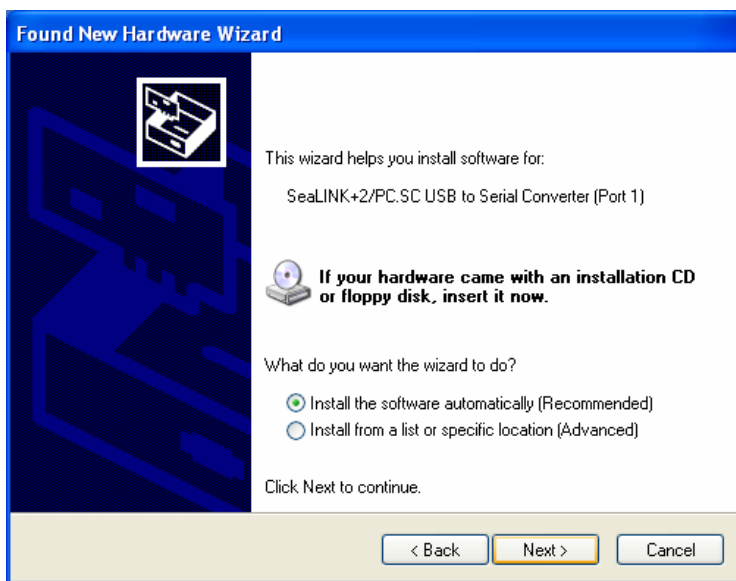 Found New Hardware Wizard
This wizard helps you install software for:
SeaLINK+2/PC.SC USB to Serial Converter (Port 1)
If your hardware came with an installation CD
or floppy disk, insert it now.
What do you want the wizard to do?
Install the software automatically (Recommended)
Install from a list or specific location (Advanced)
Click Next to continue.
< Back Next > Cancel